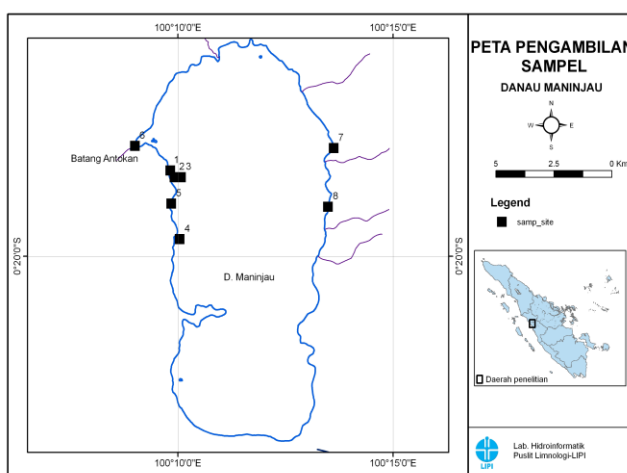 100°10'0"E
100°15'0"E
6
7
Batang Antokan
1
2 3
5
8
4
0°20'0"S
0°20'0"S
D. Maninjau
100°10'0"E
100°15'0"E
PETA PENGAMBILAN
SAMPEL
DANAU MANINJAU
N
W E
S
5 2.5 0 Km
Legend
samp_site
Daerah penelitian
LIPI
Lab. Hidroinformatik
Puslit Limnologi-LIPI